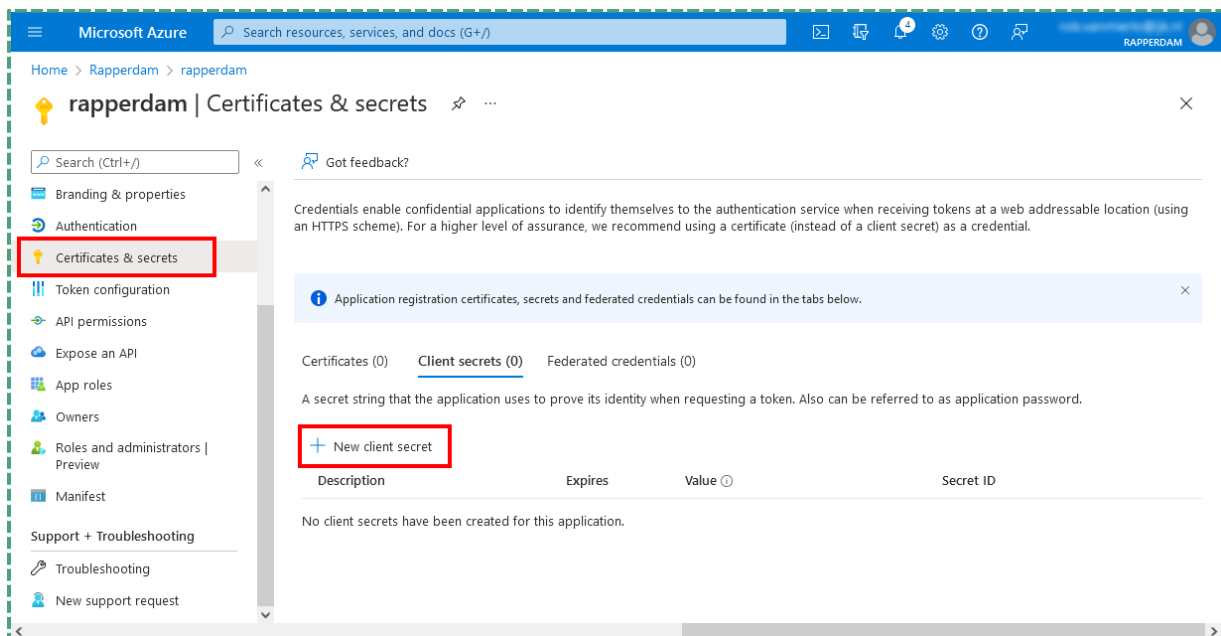 Microsoft Azure
Search resources, services, and docs (G+/)
4
RAPPERDAM
Home > Rapperdam > rapperdam
rapperdam | Certificates & secrets
Search (Ctrl+/)
Got feedback?
Branding & properties
Authentication
Certificates & secrets
Token configuration
API permissions
Expose an API
App roles
Owners
Roles and administrators |
Preview
Manifest
Support + Troubleshooting
Troubleshooting
New support request
Credentials enable confidential applications to identify themselves to the authentication service when receiving tokens at a web addressable location (using
an HTTPS scheme). For a higher level of assurance, we recommend using a certificate (instead of a client secret) as a credential.
Application registration certificates, secrets and federated credentials can be found in the tabs below.
Certificates (0) Client secrets (0) Federated credentials (0)
A secret string that the application uses to prove its identity when requesting a token. Also can be referred to as application password.
New client secret
Description Expires Value Secret ID
No client secrets have been created for this application.